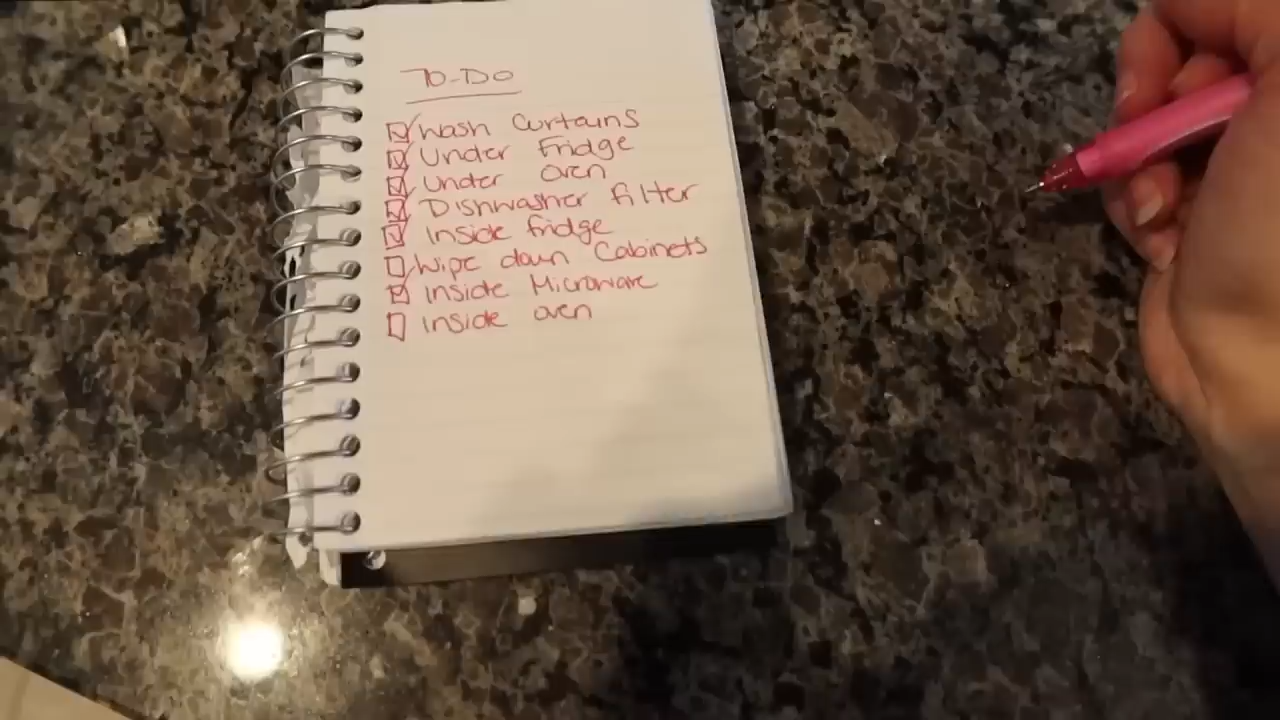 TO-DO
☑ Wash Curtains
☑ Under Fridge
☑ Under oven
☑ Dishwasher filter
☑ Inside fridge
☐ Wipe down Cabinets
☑ Inside Microwave
☐ Inside oven